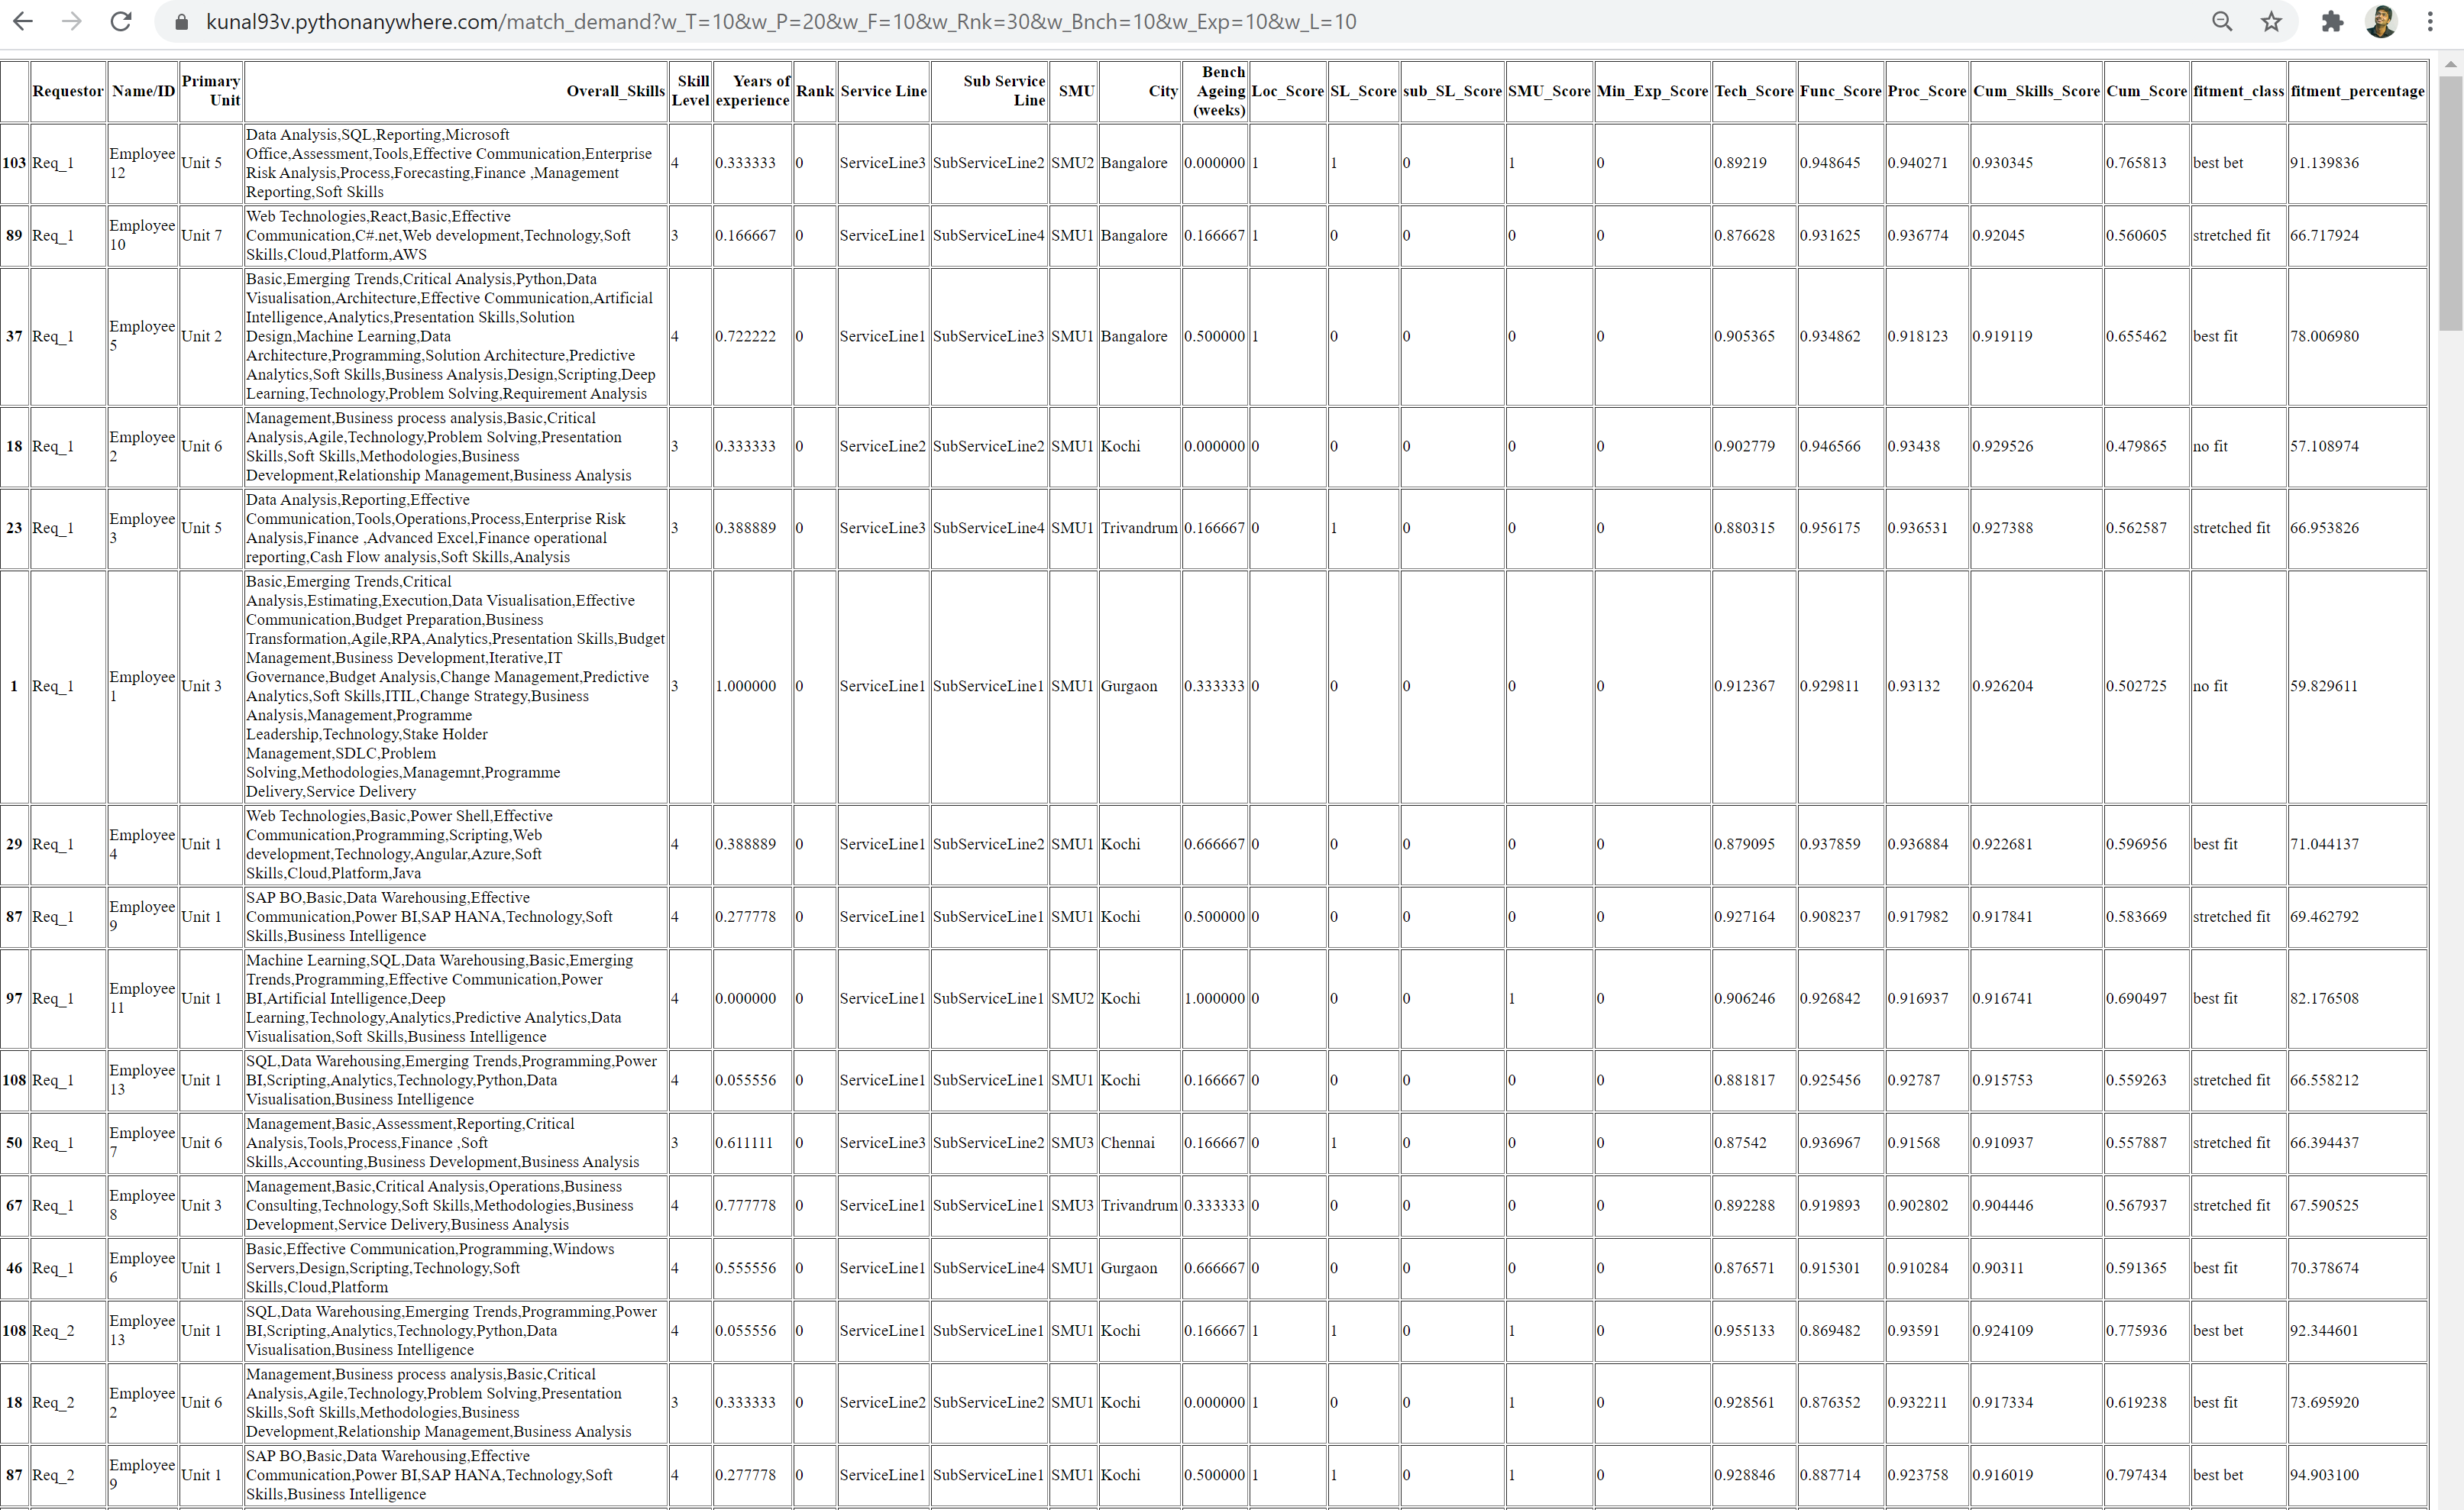 kunal93v.pythonanywhere.com/match_demand?w_T=10&w_P=20&w_F=10&w_Rnk=30&w_Bnch=10&w_Exp=10&w_L=10
Requestor Name/ID Primary Unit Overall_Skills Skill Level Years of experience Rank Service Line Sub Service Line SMU City Bench Ageing (weeks) Loc_Score SL_Score sub_SL_Score SMU_Score Min_Exp_Score Tech_Score Func_Score Proc_Score Cum_Skills_Score Cum_Score fitment_class fitment_percentage
103 Req_1 Employee 12 Unit 5 Data Analysis,SQL,Reporting,Microsoft Office,Assessment,Tools,Effective Communication,Enterprise Risk Analysis,Process,Forecasting,Finance ,Management Reporting,Soft Skills 4 0.333333 0 ServiceLine3 SubServiceLine2 SMU2 Bangalore 0.000000 1 1 0 1 0 0.89219 0.948645 0.940271 0.930345 0.765813 best bet 91.139836
89 Req_1 Employee 10 Unit 7 Web Technologies,React,Basic,Effective Communication,C#.net,Web development,Technology,Soft Skills,Cloud,Platform,AWS 3 0.166667 0 ServiceLine1 SubServiceLine4 SMU1 Bangalore 0.166667 1 0 0 0 0 0.876628 0.931625 0.936774 0.92045 0.560605 stretched fit 66.717924
37 Req_1 Employee 5 Unit 2 Basic,Emerging Trends,Critical Analysis,Python,Data Visualisation,Architecture,Effective Communication,Artificial Intelligence,Analytics,Presentation Skills,Solution Design,Machine Learning,Data Architecture,Programming,Solution Architecture,Predictive Analytics,Soft Skills,Business Analysis,Design,Scripting,Deep Learning,Technology,Problem Solving,Requirement Analysis 4 0.722222 0 ServiceLine1 SubServiceLine3 SMU1 Bangalore 0.500000 1 0 0 0 0 0.905365 0.934862 0.918123 0.919119 0.655462 best fit 78.006980
18 Req_1 Employee 2 Unit 6 Management,Business process analysis,Basic,Critical Analysis,Agile,Technology,Problem Solving,Presentation Skills,Soft Skills,Methodologies,Business Development,Relationship Management,Business Analysis 3 0.333333 0 ServiceLine2 SubServiceLine2 SMU1 Kochi 0.000000 0 0 0 0 0 0.902779 0.946566 0.93438 0.929526 0.479865 no fit 57.108974
23 Req_1 Employee 3 Unit 5 Data Analysis,Reporting,Effective Communication,Tools,Operations,Process,Enterprise Risk Analysis,Finance ,Advanced Excel,Finance operational reporting,Cash Flow analysis,Soft Skills,Analysis 3 0.388889 0 ServiceLine3 SubServiceLine4 SMU1 Trivandrum 0.166667 0 1 0 0 0 0.880315 0.956175 0.936531 0.927388 0.562587 stretched fit 66.953826
1 Req_1 Employee 1 Unit 3 Basic,Emerging Trends,Critical Analysis,Estimating,Execution,Data Visualisation,Effective Communication,Budget Preparation,Business Transformation,Agile,RPA,Analytics,Presentation Skills,Budget Management,Business Development,Iterative,IT Governance,Budget Analysis,Change Management,Predictive Analytics,Soft Skills,ITIL,Change Strategy,Business Analysis,Management,Programme Leadership,Technology,Stake Holder Management,SDLC,Problem Solving,Methodologies,Managemnt,Programme Delivery,Service Delivery 3 1.000000 0 ServiceLine1 SubServiceLine1 SMU1 Gurgaon 0.333333 0 0 0 0 0 0.912367 0.929811 0.93132 0.926204 0.502725 no fit 59.829611
29 Req_1 Employee 4 Unit 1 Web Technologies,Basic,Power Shell,Effective Communication,Programming,Scripting,Web development,Technology,Angular,Azure,Soft Skills,Cloud,Platform,Java 4 0.388889 0 ServiceLine1 SubServiceLine2 SMU1 Kochi 0.666667 0 0 0 0 0 0.879095 0.937859 0.936884 0.922681 0.596956 best fit 71.044137
87 Req_1 Employee 9 Unit 1 SAP BO,Basic,Data Warehousing,Effective Communication,Power BI,SAP HANA,Technology,Soft Skills,Business Intelligence 4 0.277778 0 ServiceLine1 SubServiceLine1 SMU1 Kochi 0.500000 0 0 0 0 0 0.927164 0.908237 0.917982 0.917841 0.583669 stretched fit 69.462792
97 Req_1 Employee 11 Unit 1 Machine Learning,SQL,Data Warehousing,Basic,Emerging Trends,Programming,Effective Communication,Power BI,Artificial Intelligence,Deep Learning,Technology,Analytics,Predictive Analytics,Data Visualisation,Soft Skills,Business Intelligence 4 0.000000 0 ServiceLine1 SubServiceLine1 SMU2 Kochi 1.000000 0 0 0 1 0 0.906246 0.926842 0.916937 0.916741 0.690497 best fit 82.176508
108 Req_1 Employee 13 Unit 1 SQL,Data Warehousing,Emerging Trends,Programming,Power BI,Scripting,Analytics,Technology,Python,Data Visualisation,Business Intelligence 4 0.055556 0 ServiceLine1 SubServiceLine1 SMU1 Kochi 0.166667 0 0 0 0 0 0.881817 0.925456 0.92787 0.915753 0.559263 stretched fit 66.558212
50 Req_1 Employee 7 Unit 6 Management,Basic,Assessment,Reporting,Critical Analysis,Tools,Process,Finance ,Soft Skills,Accounting,Business Development,Business Analysis 3 0.611111 0 ServiceLine3 SubServiceLine2 SMU3 Chennai 0.166667 0 1 0 0 0 0.87542 0.936967 0.91568 0.910937 0.557887 stretched fit 66.394437
67 Req_1 Employee 8 Unit 3 Management,Basic,Critical Analysis,Operations,Business Consulting,Technology,Soft Skills,Methodologies,Business Development,Service Delivery,Business Analysis 4 0.777778 0 ServiceLine1 SubServiceLine1 SMU3 Trivandrum 0.333333 0 0 0 0 0 0.892288 0.919893 0.902802 0.904446 0.567937 stretched fit 67.590525
46 Req_1 Employee 6 Unit 1 Basic,Effective Communication,Programming,Windows Servers,Design,Scripting,Technology,Soft Skills,Cloud,Platform 4 0.555556 0 ServiceLine1 SubServiceLine4 SMU1 Gurgaon 0.666667 0 0 0 0 0 0.876571 0.915301 0.910284 0.90311 0.591365 best fit 70.378674
108 Req_2 Employee 13 Unit 1 SQL,Data Warehousing,Emerging Trends,Programming,Power BI,Scripting,Analytics,Technology,Python,Data Visualisation,Business Intelligence 4 0.055556 0 ServiceLine1 SubServiceLine1 SMU1 Kochi 0.166667 1 1 0 1 0 0.955133 0.869482 0.93591 0.924109 0.775936 best bet 92.344601
18 Req_2 Employee 2 Unit 6 Management,Business process analysis,Basic,Critical Analysis,Agile,Technology,Problem Solving,Presentation Skills,Soft Skills,Methodologies,Business Development,Relationship Management,Business Analysis 3 0.333333 0 ServiceLine2 SubServiceLine2 SMU1 Kochi 0.000000 1 0 0 1 0 0.928561 0.876352 0.932211 0.917334 0.619238 best fit 73.695920
87 Req_2 Employee 9 Unit 1 SAP BO,Basic,Data Warehousing,Effective Communication,Power BI,SAP HANA,Technology,Soft Skills,Business Intelligence 4 0.277778 0 ServiceLine1 SubServiceLine1 SMU1 Kochi 0.500000 1 1 0 1 0 0.928846 0.887714 0.923758 0.916019 0.797434 best bet 94.903100